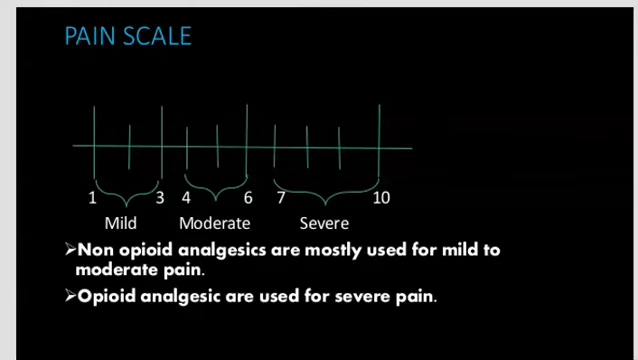 PAIN SCALE
1 3 4 6 7 10
Mild Moderate Severe
➢Non opioid analgesics are mostly used for mild to
moderate pain.
➢Opioid analgesic are used for severe pain.